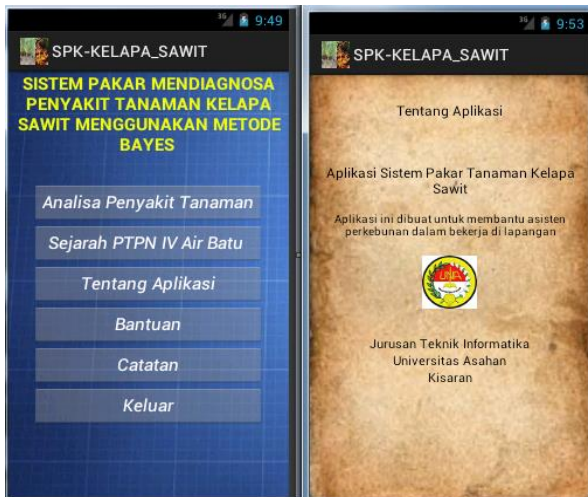 9:49
SPK-KELAPA_SAWIT
SISTEM PAKAR MENDIAGNOSA
PENYAKIT TANAMAN KELAPA
SAWIT MENGGUNAKAN METODE
BAYES
Analisa Penyakit Tanaman
Sejarah PTPN IV Air Batu
Tentang Aplikasi
Bantuan
Catatan
Keluar
9:53
SPK-KELAPA_SAWIT
Tentang Aplikasi
Aplikasi Sistem Pakar Tanaman Kelapa
Sawit
Aplikasi ini dibuat untuk membantu asisten
perkebunan dalam bekerja di lapangan
UNA
Jurusan Teknik Informatika
Universitas Asahan
Kisaran